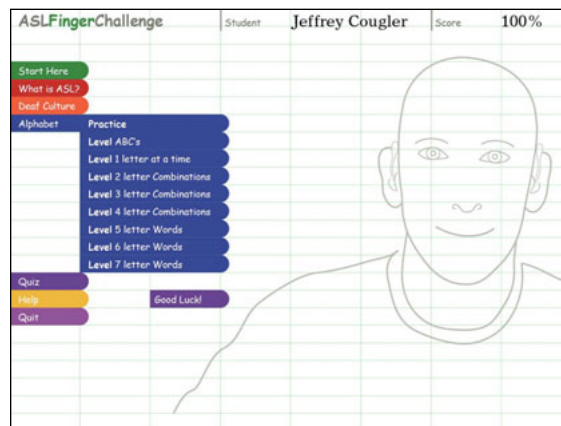 ASLFingerChallenge Student Jeffrey Cougler Score 100%
Start Here
What is ASL?
Deaf Culture
Alphabet Practice
Level ABC's
Level 1 letter at a time
Level 2 letter Combinations
Level 3 letter Combinations
Level 4 letter Combinations
Level 5 letter Words
Level 6 letter Words
Level 7 letter Words
Quiz
Help Good Luck!
Quit